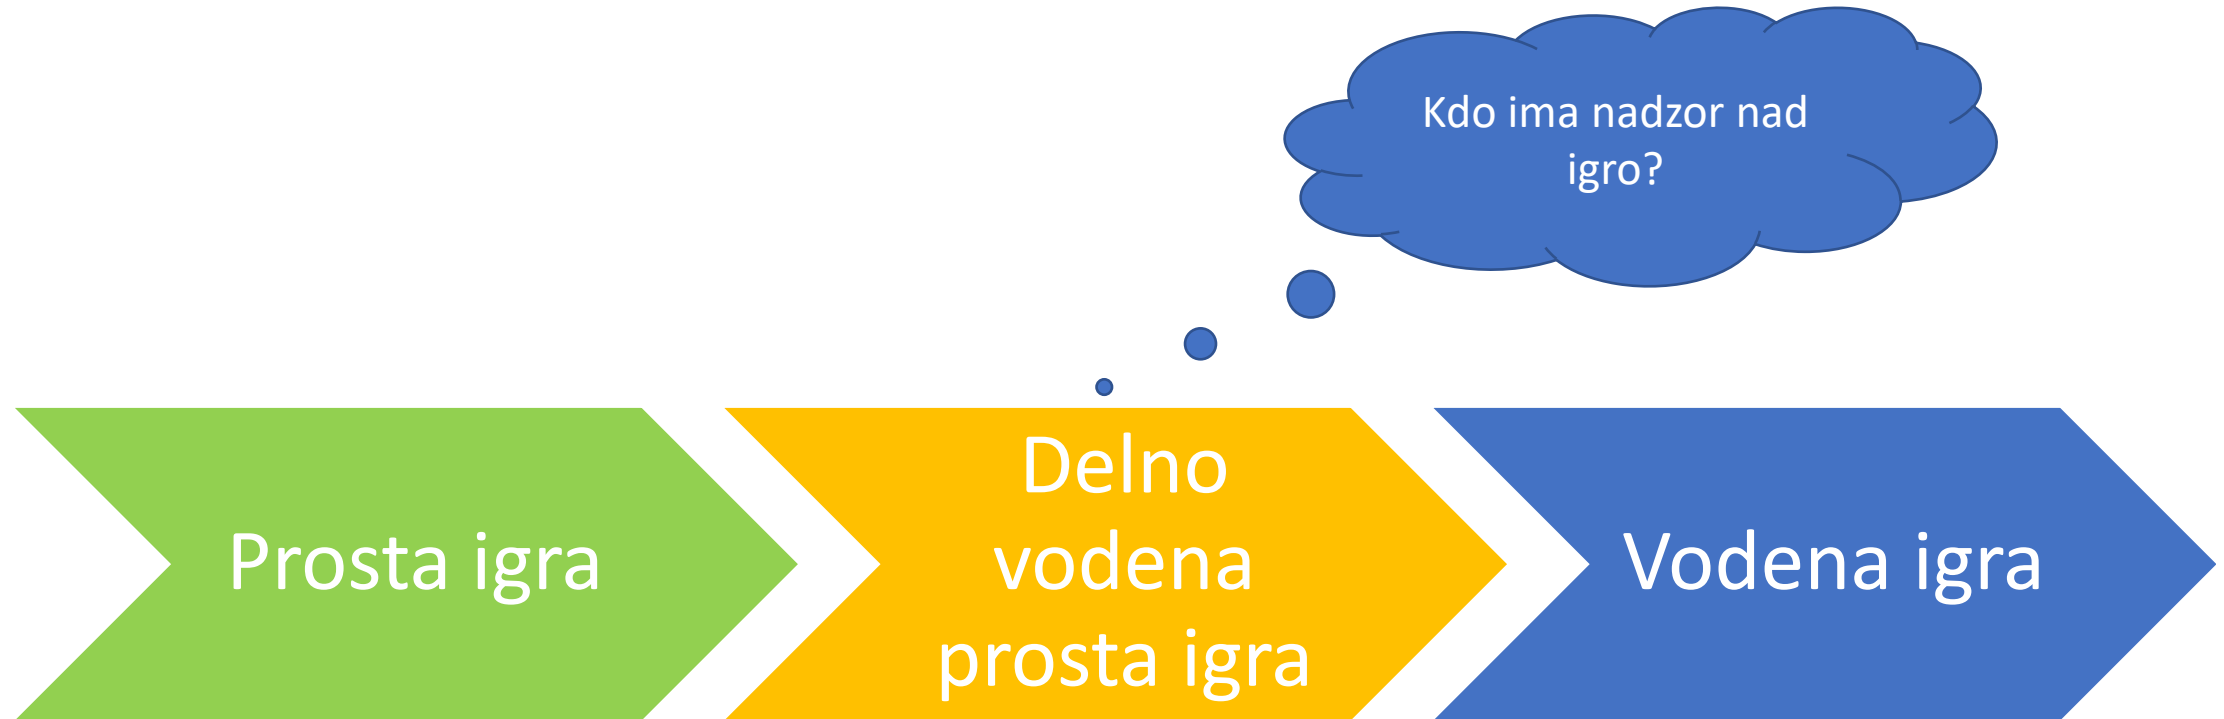 Kdo ima nadzor nad
igro?
Prosta igra
Delno
vodena
prosta igra
Vodena igra